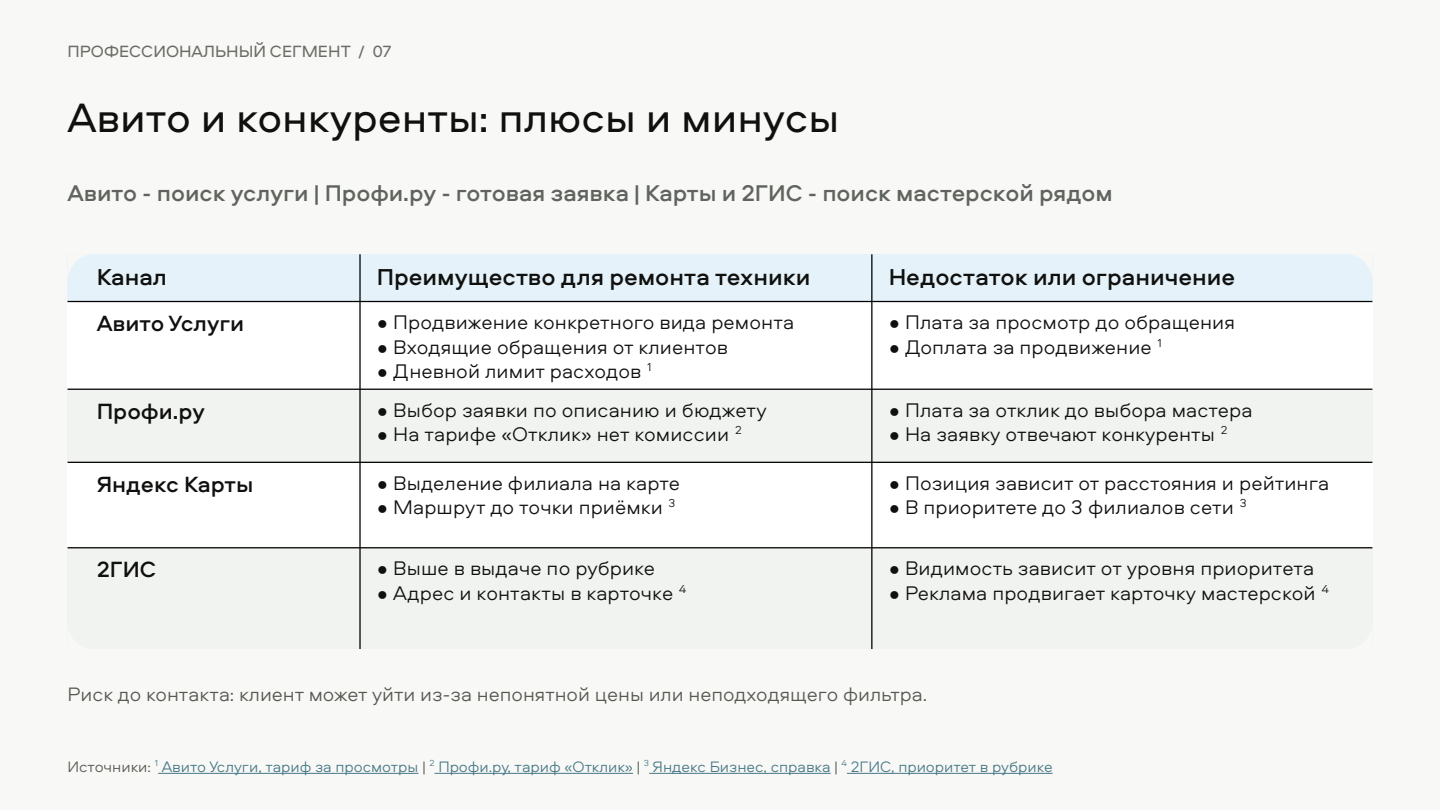 ПРОФЕССИОНАЛЬНЫЙ СЕГМЕНТ / 07
Авито и конкуренты: плюсы и минусы
Авито - поиск услуги | Профи.ру - готовая заявка | Карты и 2ГИС - поиск мастерской рядом
Канал
Преимущество для ремонта техники
Недостаток или ограничение
Авито Услуги
● Продвижение конкретного вида ремонта
● Входящие обращения от клиентов
● Дневной лимит расходов ¹
● Плата за просмотр до обращения
● Доплата за продвижение ¹
Профи.ру
● Выбор заявки по описанию и бюджету
● На тарифе «Отклик» нет комиссии ²
● Плата за отклик до выбора мастера
● На заявку отвечают конкуренты ²
Яндекс Карты
● Выделение филиала на карте
● Маршрут до точки приёмки ³
● Позиция зависит от расстояния и рейтинга
● В приоритете до 3 филиалов сети ³
2ГИС
● Выше в выдаче по рубрике
● Адрес и контакты в карточке ⁴
● Видимость зависит от уровня приоритета
● Реклама продвигает карточку мастерской ⁴
Риск до контакта: клиент может уйти из-за непонятной цены или неподходящего фильтра.
Источники: ¹ Авито Услуги, тариф за просмотры | ² Профи.ру, тариф «Отклик» | ³ Яндекс Бизнес, справка | ⁴ 2ГИС, приоритет в рубрике